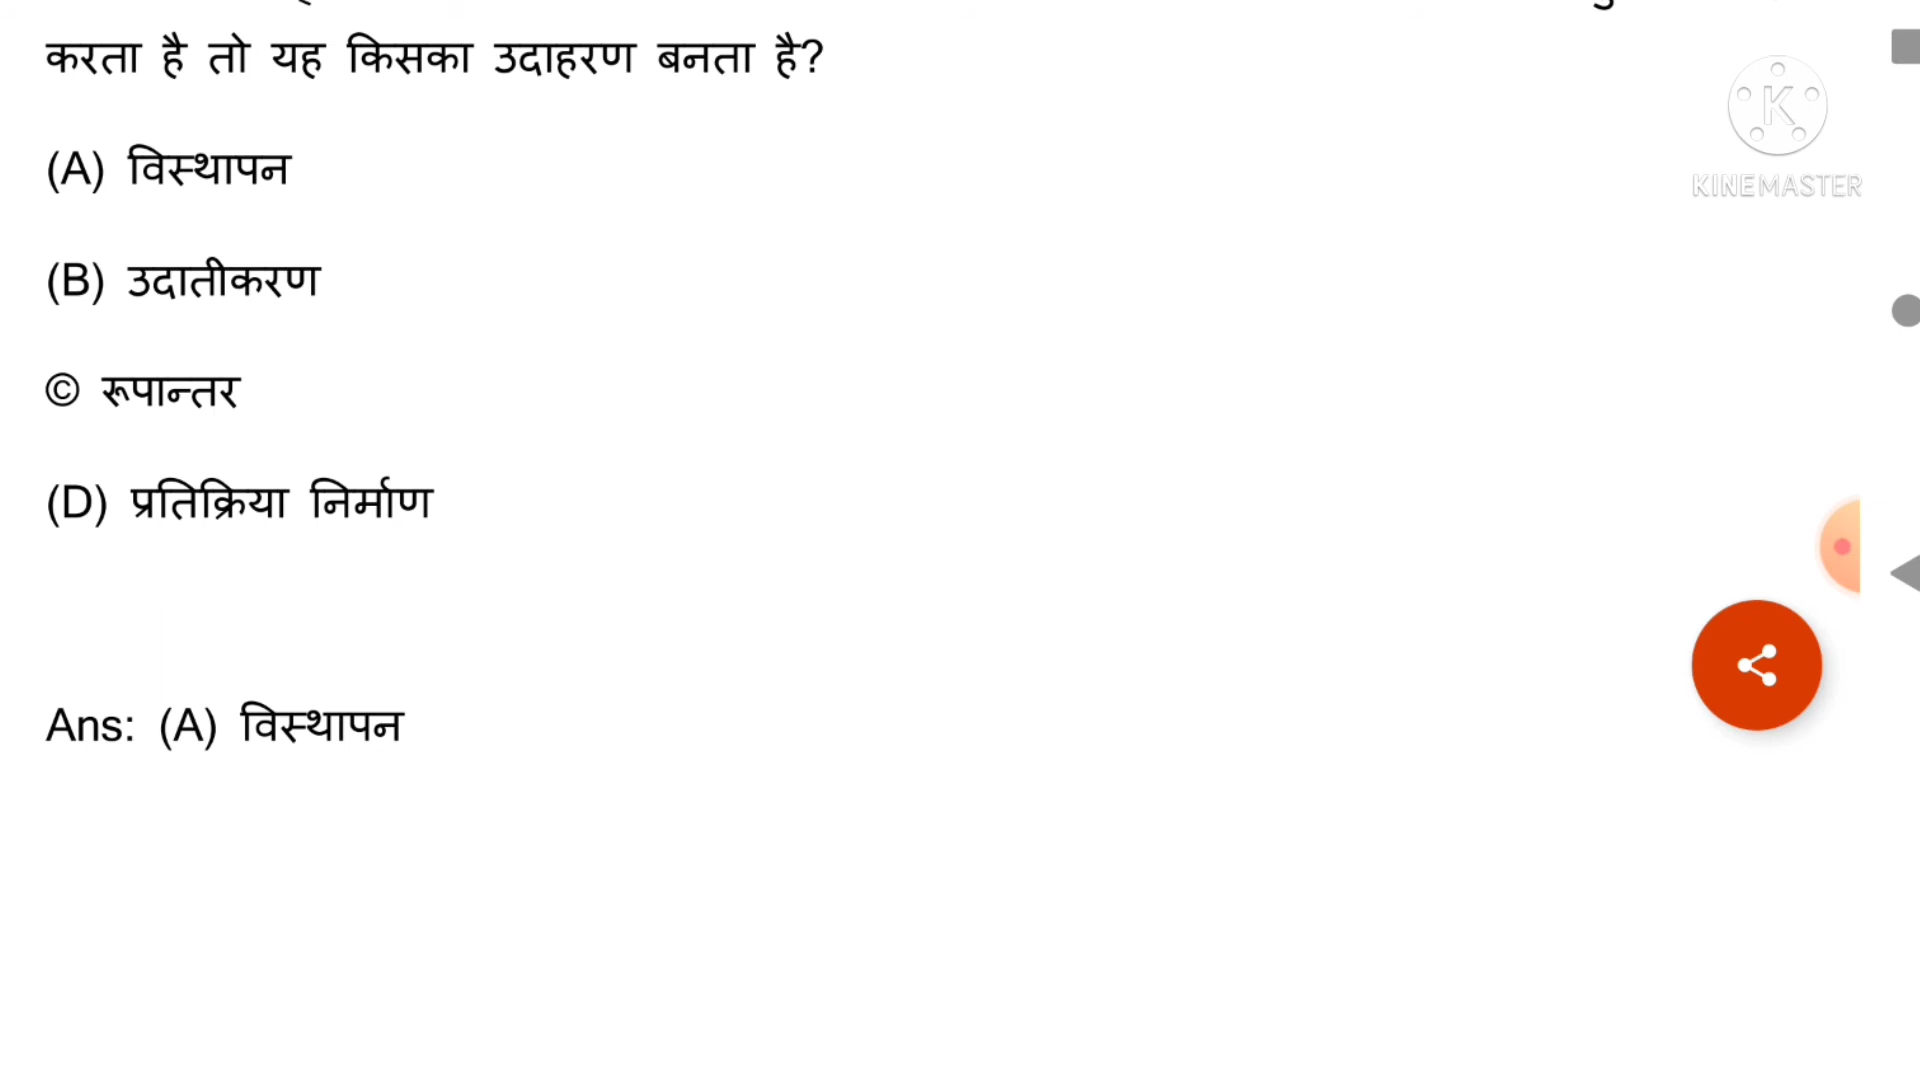 करता है तो यह किसका उदाहरण बनता है?
(A) विस्थापन
(B) उदातीकरण
© रूपान्तर
(D) प्रतिक्रिया निर्माण
Ans: (A) विस्थापन
K
KINEMASTER